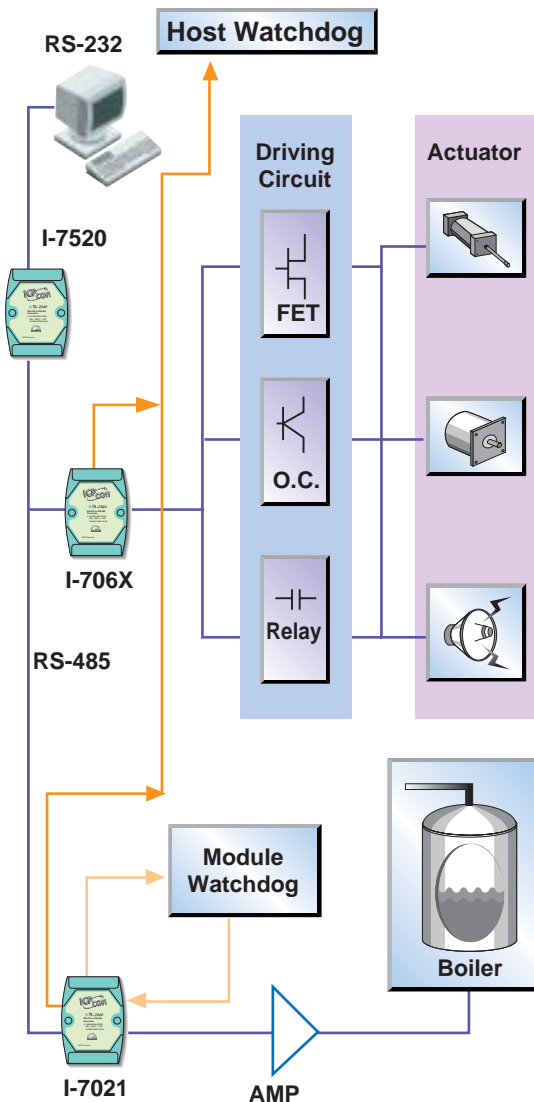 Host Watchdog
RS-232
Driving
Circuit
Actuator
I-7520
FET
O.C.
I-706X
Relay
RS-485
Module
Watchdog
Boiler
I-7021
AMP